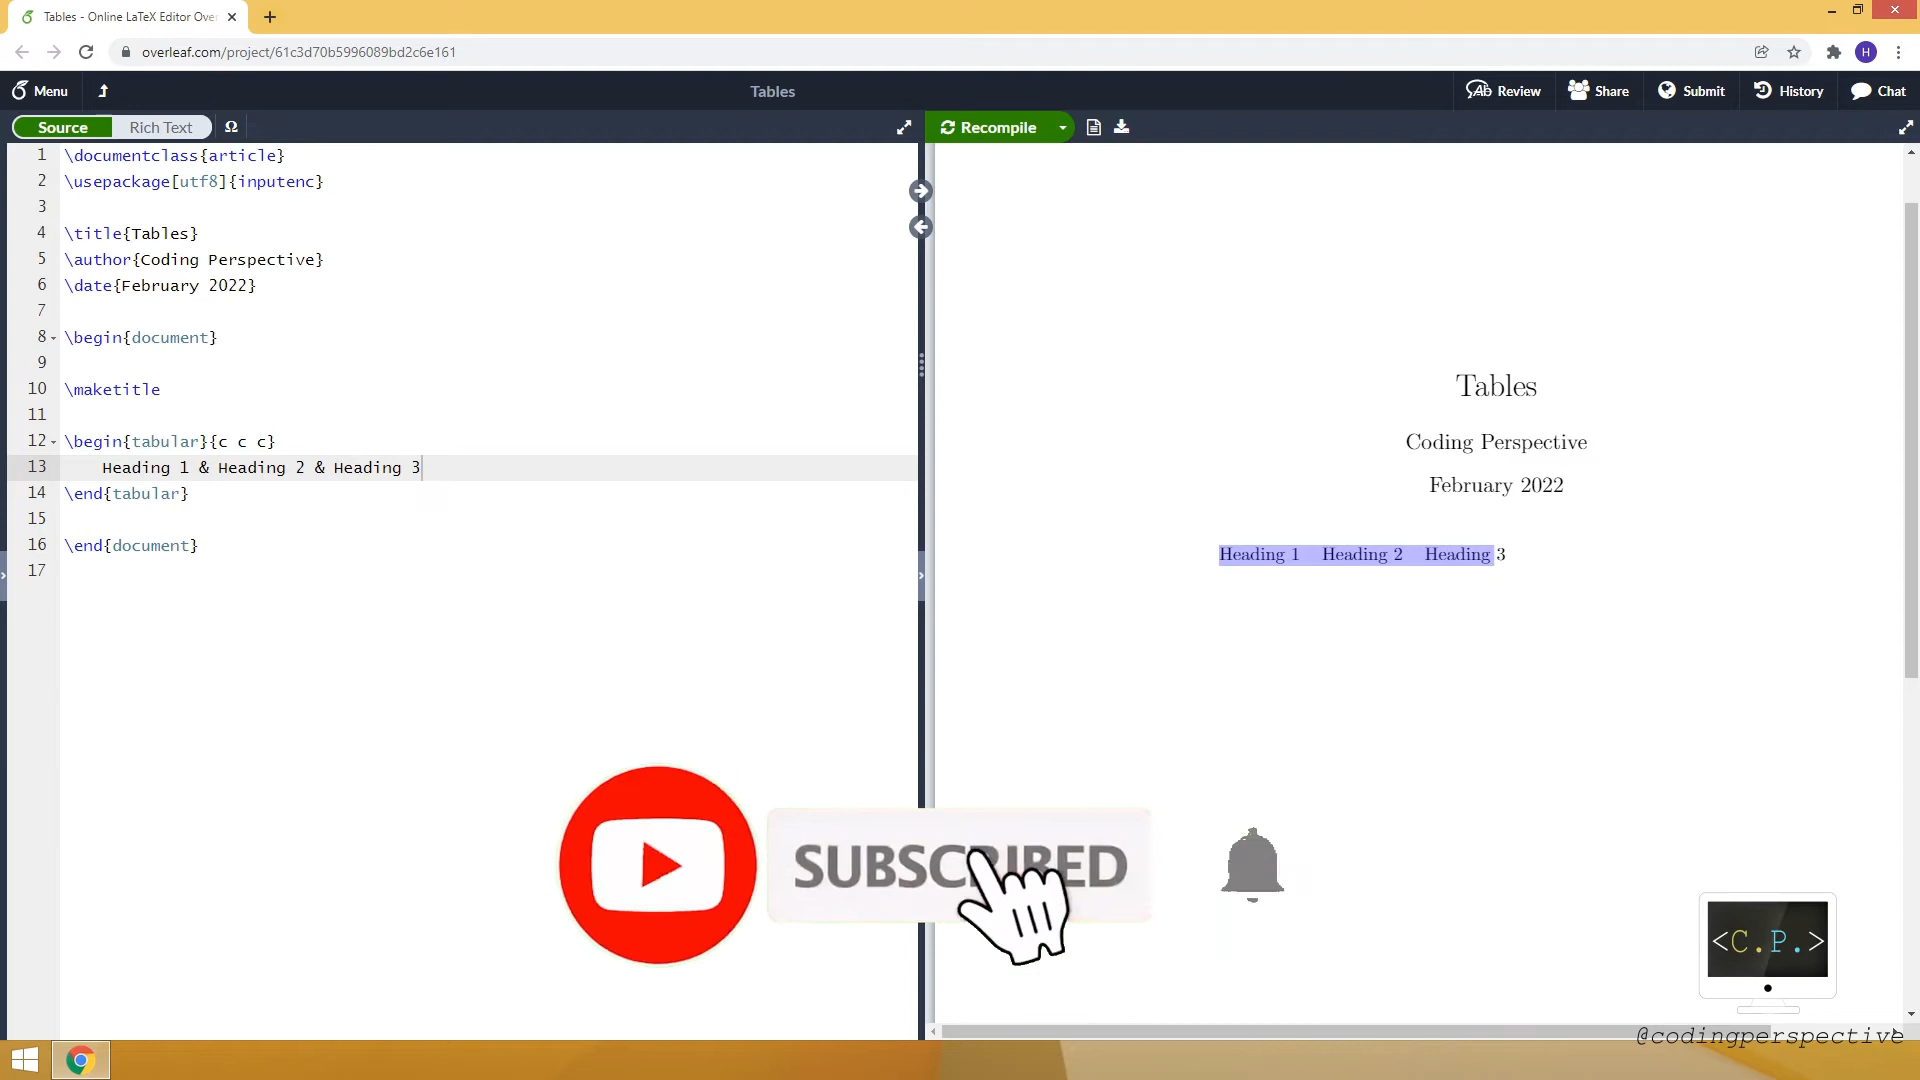 Tables - Online LaTeX Editor Over
overleaf.com/project/61c3d70b5996089bd2c6e161
H
Menu
Tables
Review
Share
Submit
History
Chat
Source
Rich Text
Ω
Recompile
1 \documentclass{article}
2 \usepackage[utf8]{inputenc}
3
4 \title{Tables}
5 \author{Coding Perspective}
6 \date{February 2022}
7
8 \begin{document}
9
10 \maketitle
11
12 \begin{tabular}{c c c}
13 Heading 1 & Heading 2 & Heading 3
14 \end{tabular}
15
16 \end{document}
17
Tables
Coding Perspective
February 2022
Heading 1 Heading 2 Heading 3
SUBSCRIBED
<C.P.>
@codingperspective